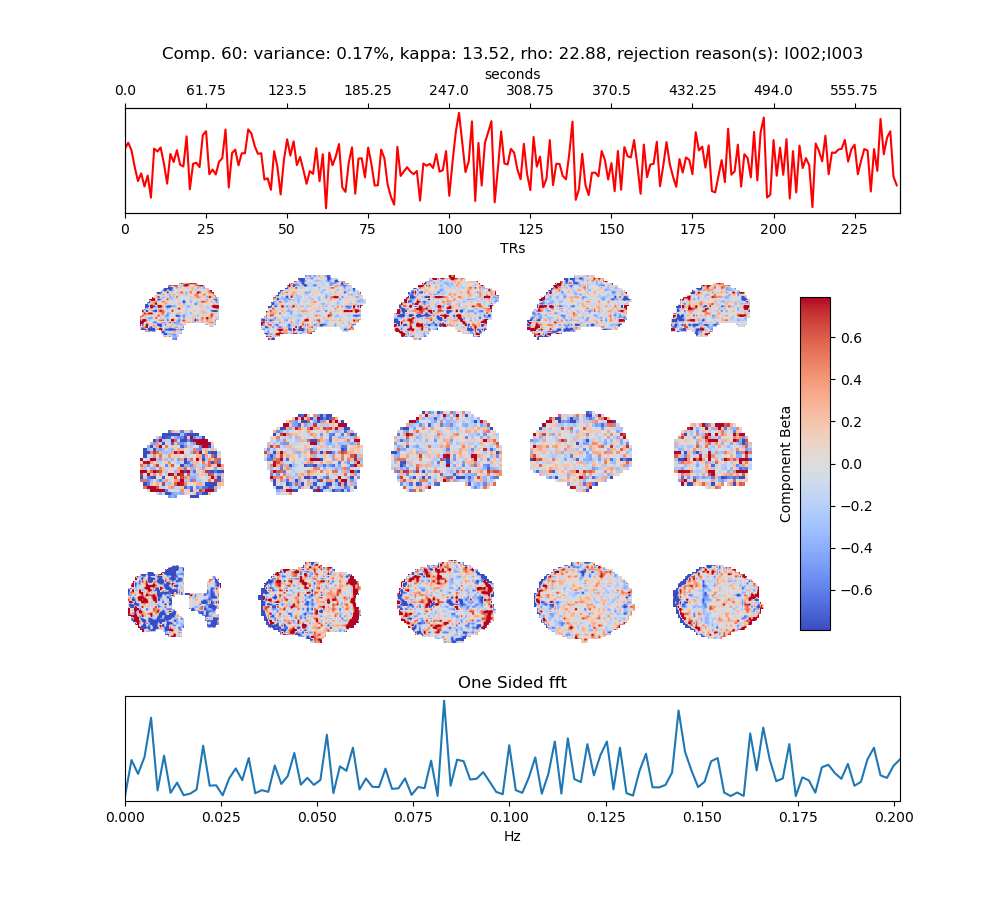 Comp. 60: variance: 0.17%, kappa: 13.52, rho: 22.88, rejection reason(s): I002;I003
seconds
0.0 61.75 123.5 185.25 247.0 308.75 370.5 432.25 494.0 555.75
0 25 50 75 100 125 150 175 200 225
TRs
0.6
0.4
0.2
0.0
−0.2
−0.4
−0.6
Component Beta
One Sided fft
0.000 0.025 0.050 0.075 0.100 0.125 0.150 0.175 0.200
Hz